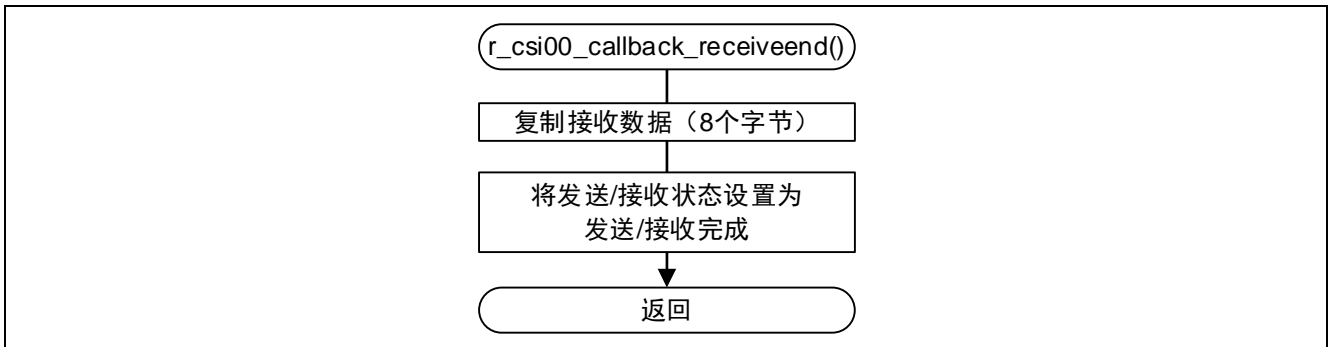 r_csi00_callback_receiveend()
复制接收数据（8个字节）
将发送/接收状态设置为
发送/接收完成
返回